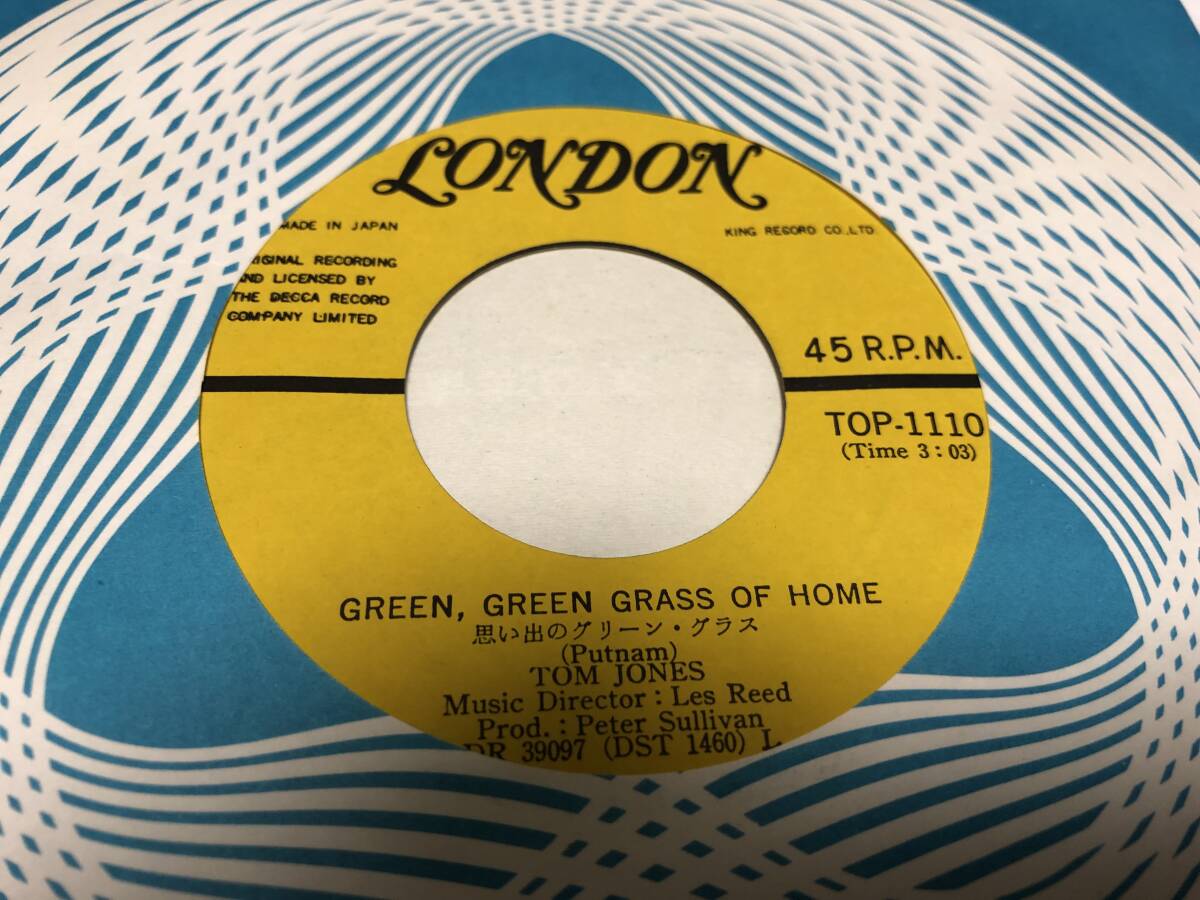 LONDON
MADE IN JAPAN
KING RECORD CO., LTD.
RIGINAL RECORDING
AND LICENSED BY
THE DECCA RECORD
COMPANY LIMITED
45 R.P.M.
TOP-1110
(Time 3:03)
GREEN, GREEN GRASS OF HOME
思い出のグリーン・グラス
(Putnam)
TOM JONES
Music Director : Les Reed
Prod. : Peter Sullivan
DR 39097 (DST 1460) L